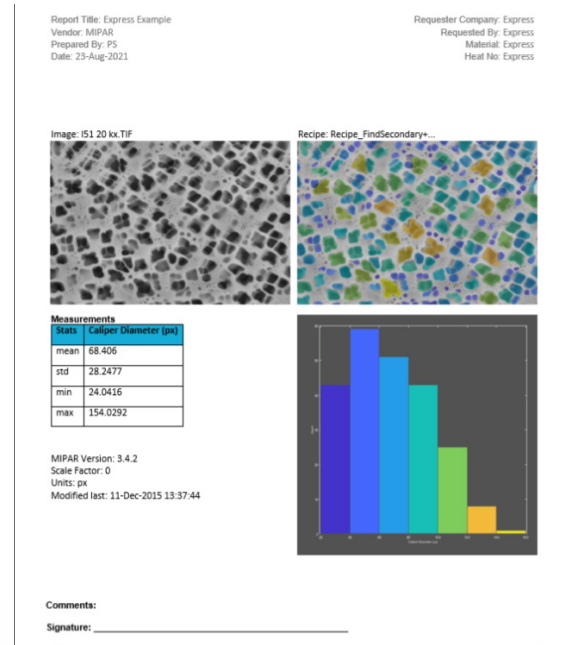 Report Title: Express Example
Vendor: MIPAR
Prepared By: PS
Date: 23-Aug-2021
Requester Company: Express
Requested By: Express
Material: Express
Heat No: Express
Image: I51 20 kx.TIF
Recipe: Recipe_FindSecondary+...
Measurements
Stats Caliper Diameter (px)
mean 68.406
std 28.2477
min 24.0416
max 154.0292
MIPAR Version: 3.4.2
Scale Factor: 0
Units: px
Modified last: 11-Dec-2015 13:37:44
Comments:
Signature: